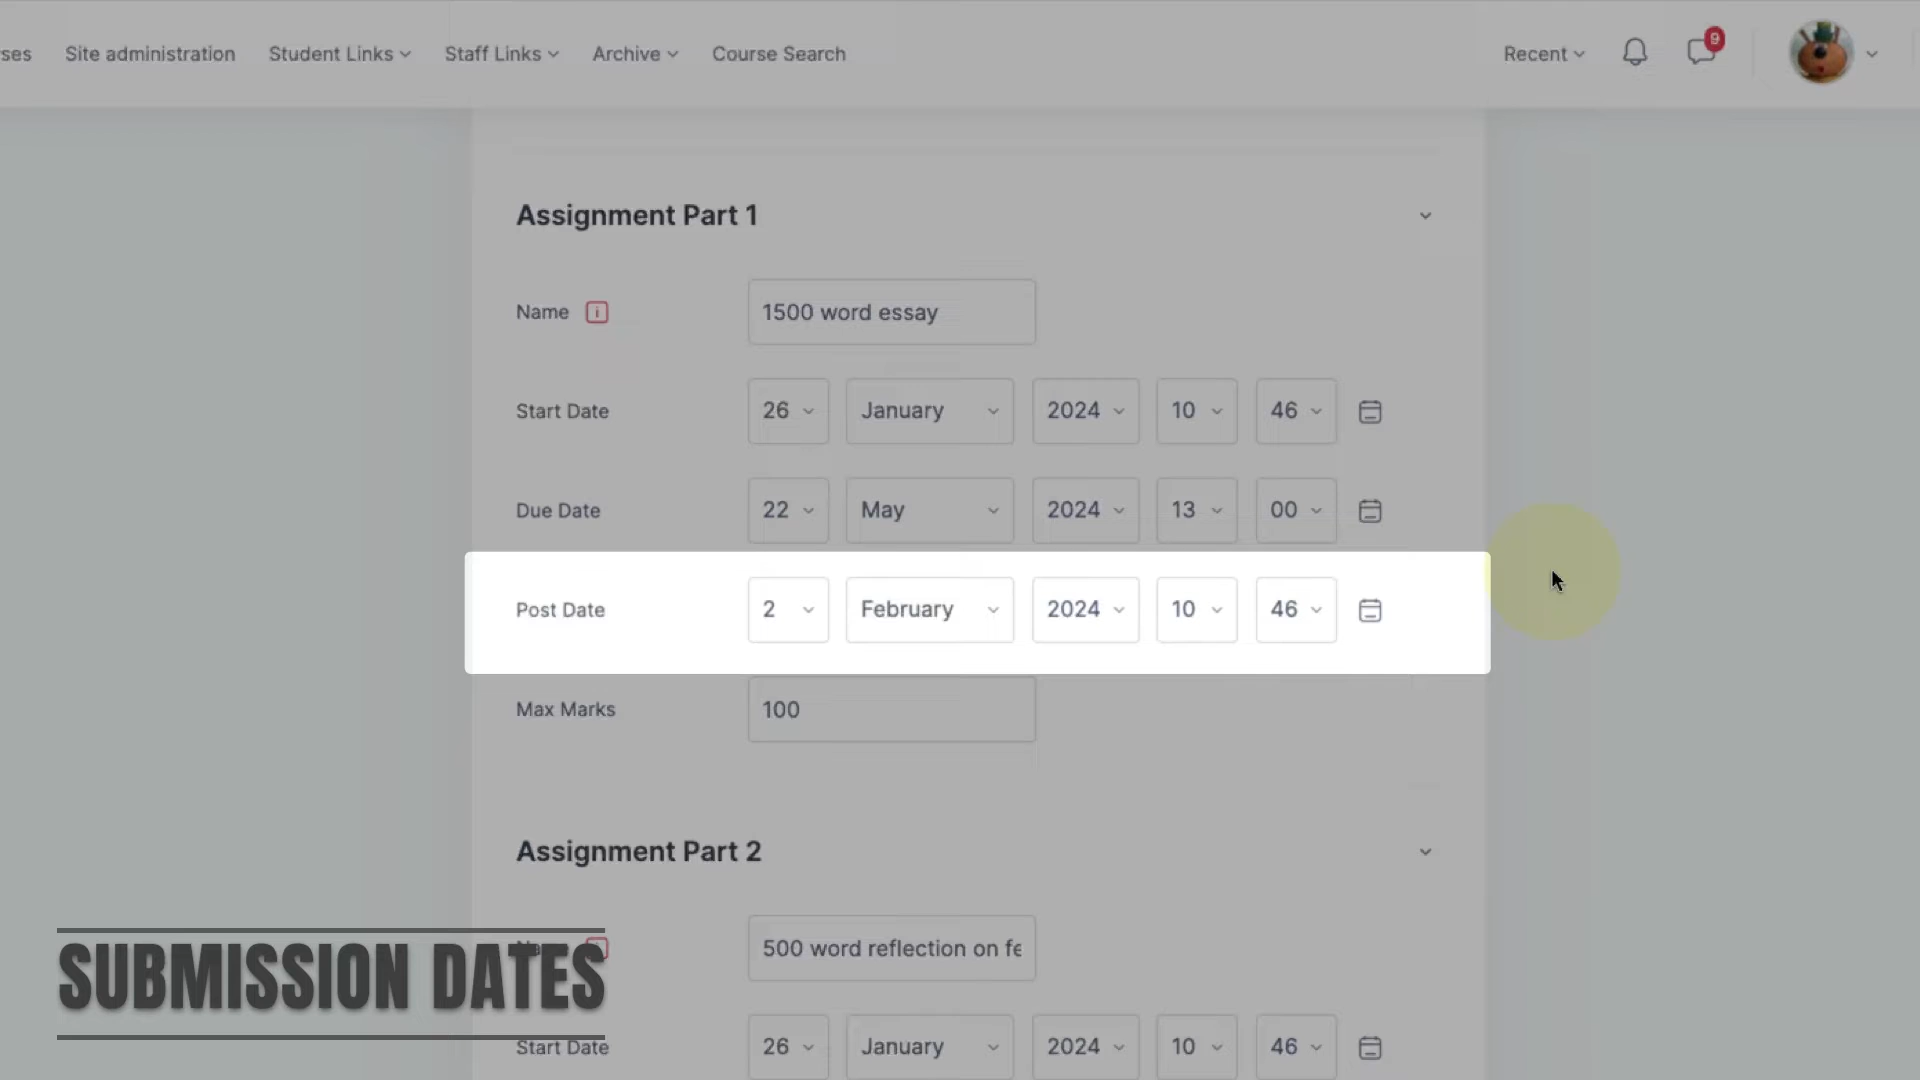 ses Site administration Student Links Staff Links Archive Course Search Recent 9
Assignment Part 1
Name 1500 word essay
Start Date 26 January 2024 10 46
Due Date 22 May 2024 13 00
Post Date 2 February 2024 10 46
Max Marks 100
Assignment Part 2
Name 500 word reflection on fe
SUBMISSION DATES
Start Date 26 January 2024 10 46